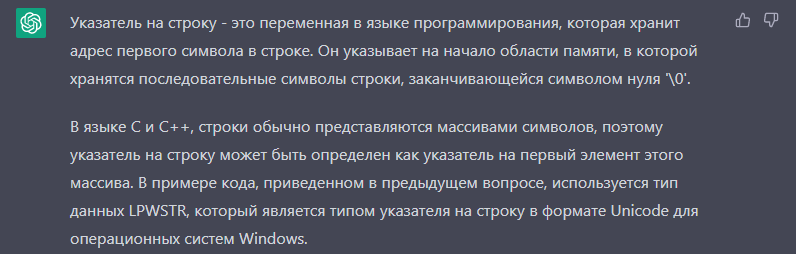 Указатель на строку - это переменная в языке программирования, которая хранит
адрес первого символа в строке. Он указывает на начало области памяти, в которой
хранятся последовательные символы строки, заканчивающейся символом нуля '\0'.
В языке C и C++, строки обычно представляются массивами символов, поэтому
указатель на строку может быть определен как указатель на первый элемент этого
массива. В примере кода, приведенном в предыдущем вопросе, используется тип
данных LPWSTR, который является типом указателя на строку в формате Unicode для
операционных систем Windows.